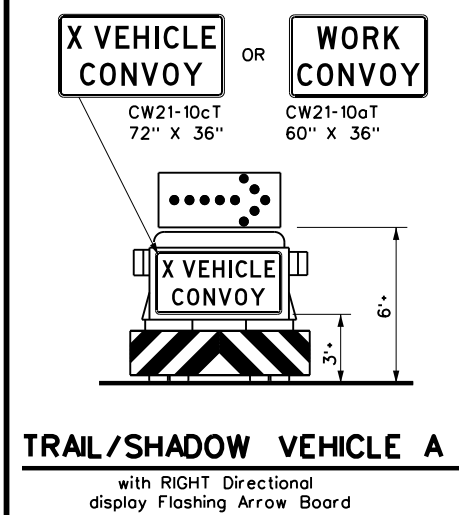 X VEHICLE
CONVOY
OR
WORK
CONVOY
CW21-10cT
72" X 36"
CW21-10aT
60" X 36"
X VEHICLE
CONVOY
6'+
3'+
TRAIL/SHADOW VEHICLE A
with RIGHT Directional
display Flashing Arrow Board